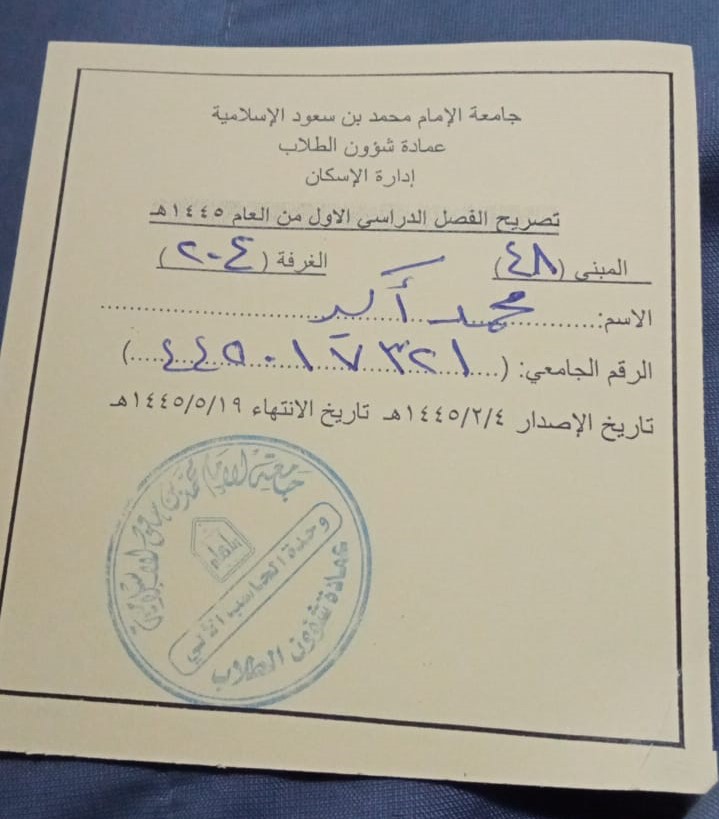 جامعة الإمام محمد بن سعود الإسلامية
عمادة شؤون الطلاب
إدارة الإسكان
تصريح الفصل الدراسي الاول من العام ١٤٤٥هـ
المبنى (٤٨) الغرفة (٢٠٤)
الاسم: محمد أكبر
الرقم الجامعي: (٤٤٥٠١٧٣٢١)
تاريخ الإصدار ١٤٤٥/٢/٤هـ تاريخ الانتهاء ١٤٤٥/٥/١٩هـ
جامعة الإمام محمد بن سعود الإسلامية
وحدة الحاسب الآلي
عمادة شؤون الطلاب